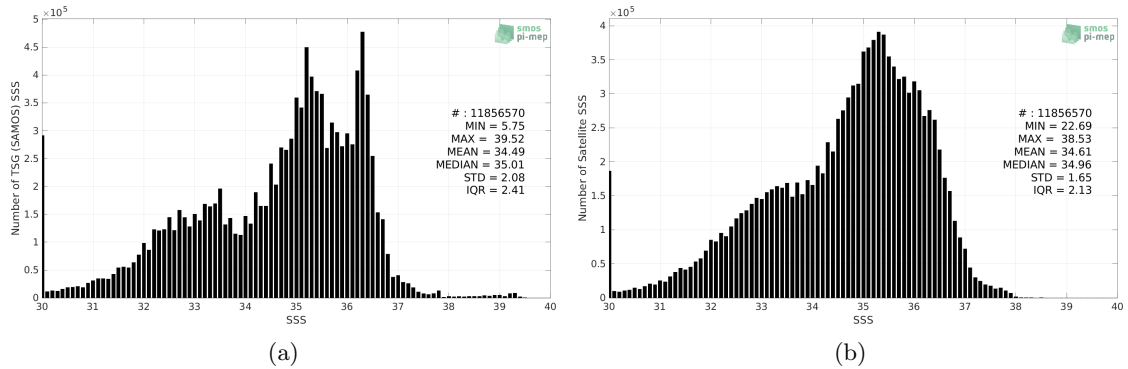 ×10⁵
5
4.5
4
3.5
3
2.5
2
1.5
1
0.5
0
Number of TSG (SAMOS) SSS
30 31 32 33 34 35 36 37 38 39 40
SSS
smos
pi-mep
# : 11856570
MIN = 5.75
MAX = 39.52
MEAN = 34.49
MEDIAN = 35.01
STD = 2.08
IQR = 2.41
(a)
×10⁵
4
3.5
3
2.5
2
1.5
1
0.5
0
Number of Satellite SSS
30 31 32 33 34 35 36 37 38 39 40
SSS
smos
pi-mep
# : 11856570
MIN = 22.69
MAX = 38.53
MEAN = 34.61
MEDIAN = 34.96
STD = 1.65
IQR = 2.13
(b)